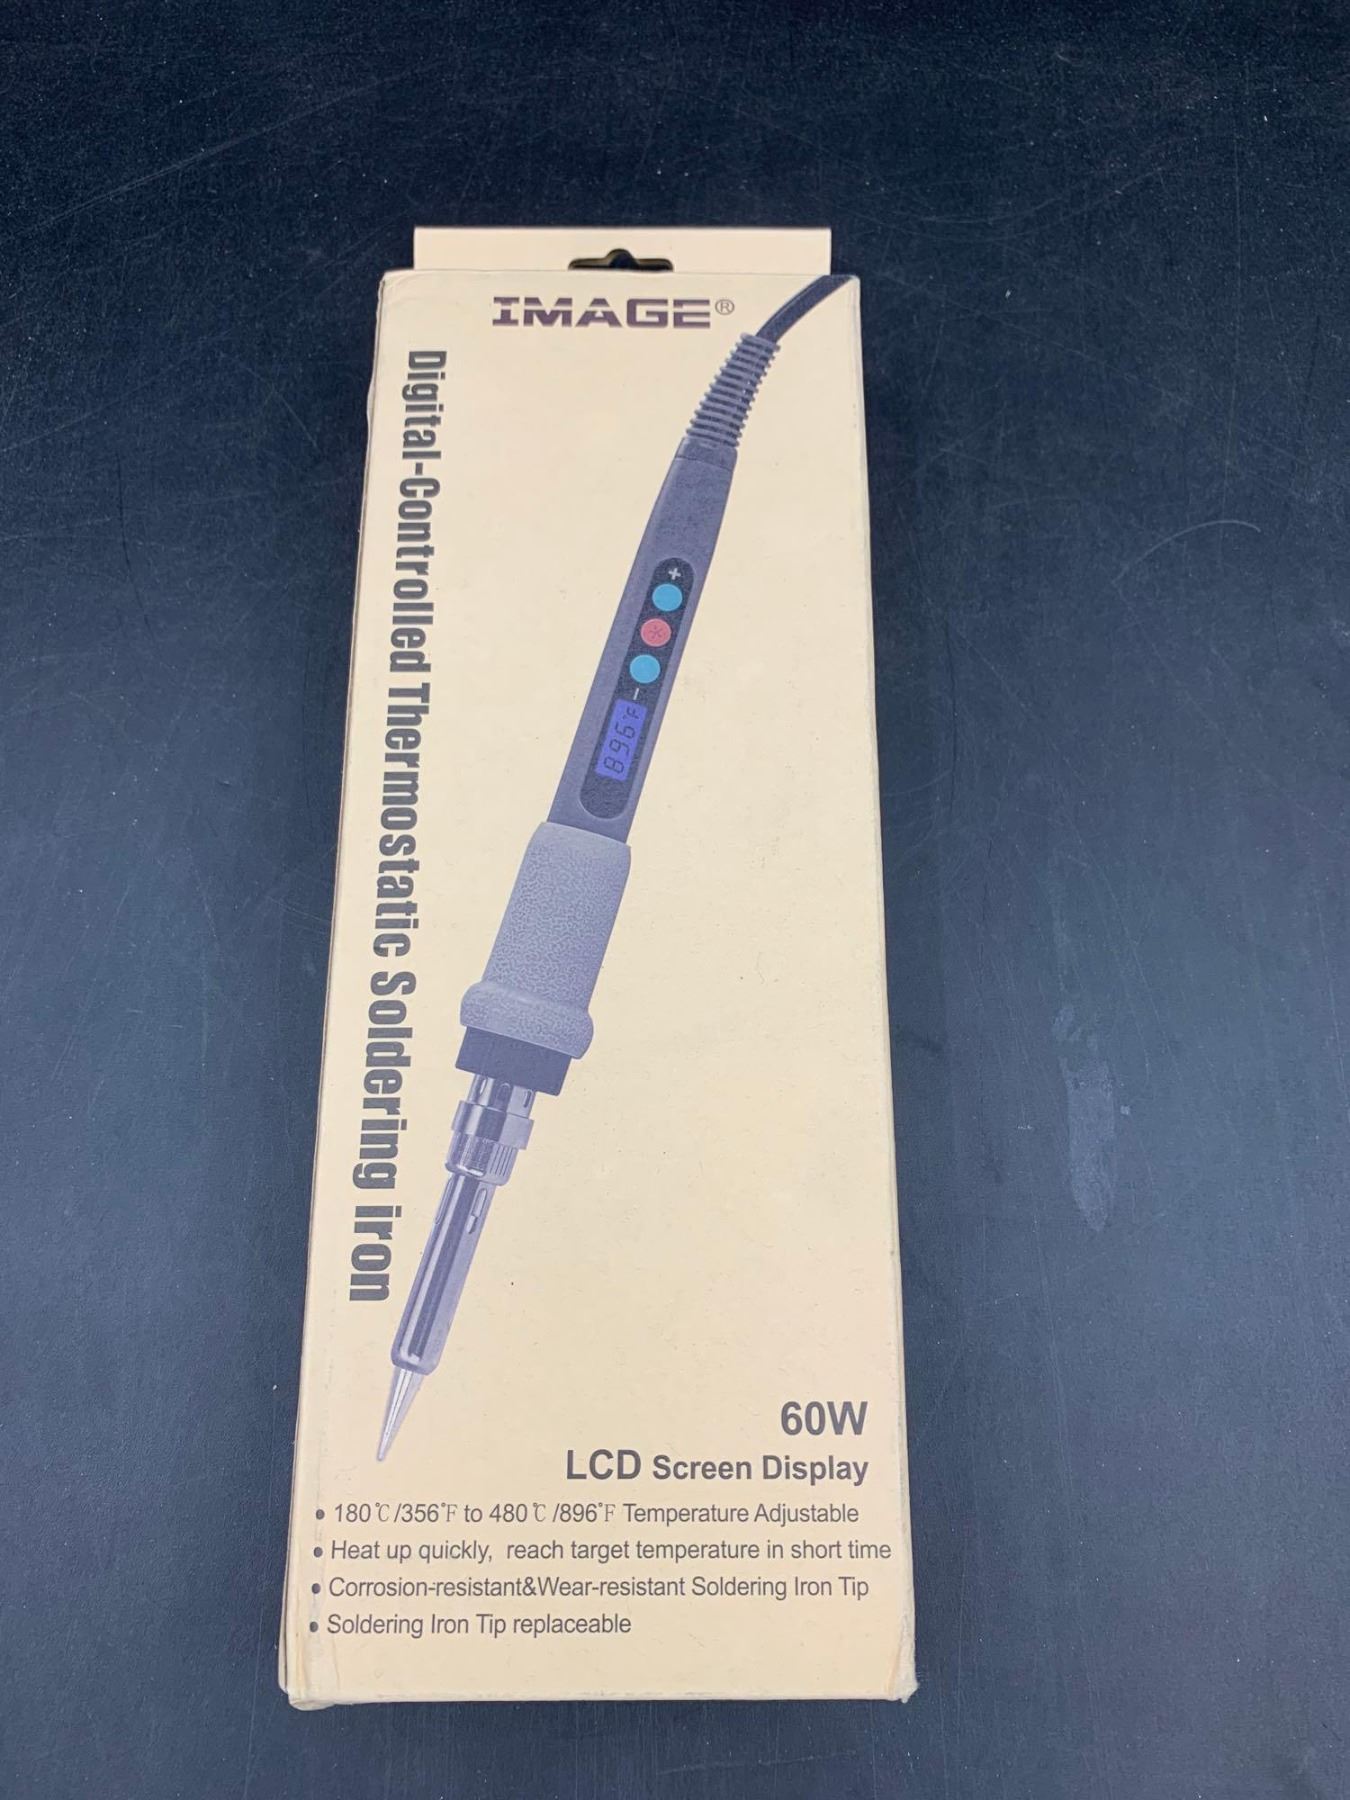 IMAGE®
Digital-Controlled Thermostatic Soldering iron
+
-
896°F
60W
LCD Screen Display
• 180℃/356℉ to 480℃/896℉ Temperature Adjustable
• Heat up quickly, reach target temperature in short time
• Corrosion-resistant&Wear-resistant Soldering Iron Tip
• Soldering Iron Tip replaceable